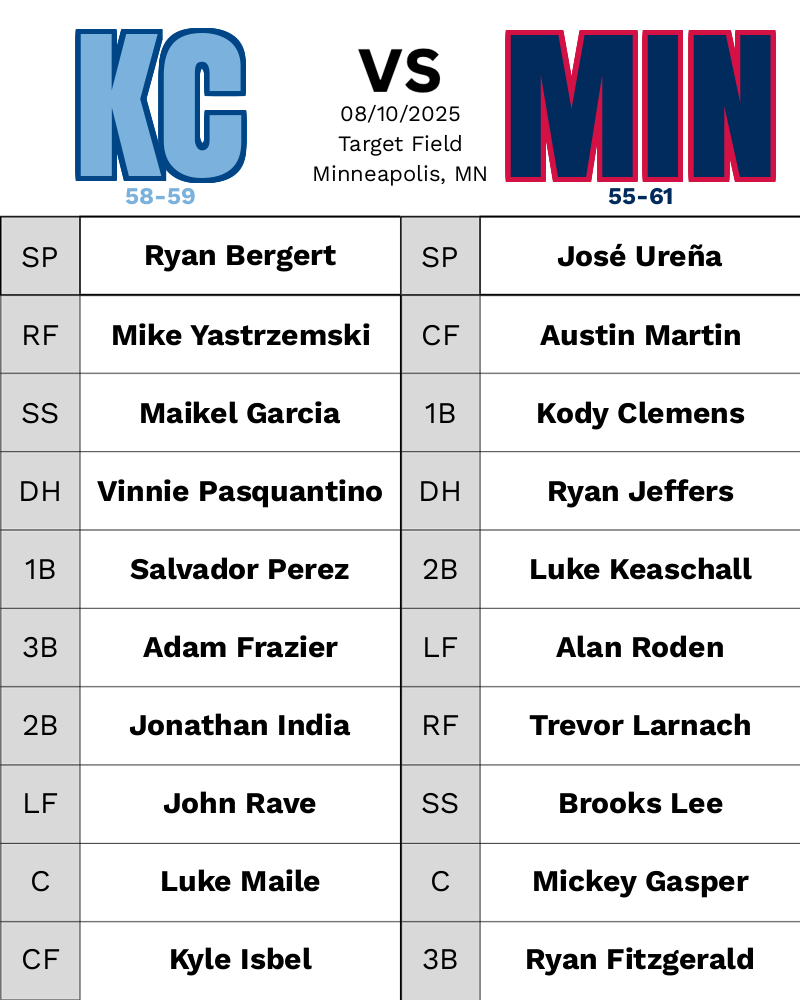 KC VS MIN
08/10/2025
Target Field
Minneapolis, MN
58-59 55-61
SP Ryan Bergert SP José Ureña
RF Mike Yastrzemski CF Austin Martin
SS Maikel Garcia 1B Kody Clemens
DH Vinnie Pasquantino DH Ryan Jeffers
1B Salvador Perez 2B Luke Keaschall
3B Adam Frazier LF Alan Roden
2B Jonathan India RF Trevor Larnach
LF John Rave SS Brooks Lee
C Luke Maile C Mickey Gasper
CF Kyle Isbel 3B Ryan Fitzgerald